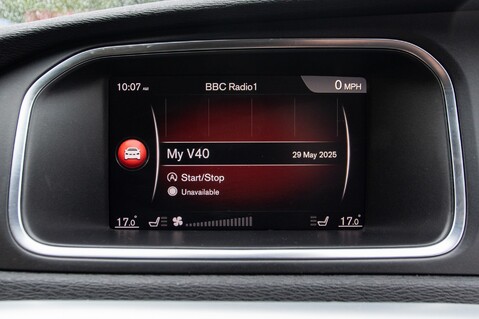 10:07 AM BBC Radio1 0 MPH
My V40 29 May 2025
Start/Stop
Unavailable
17.0 17.0